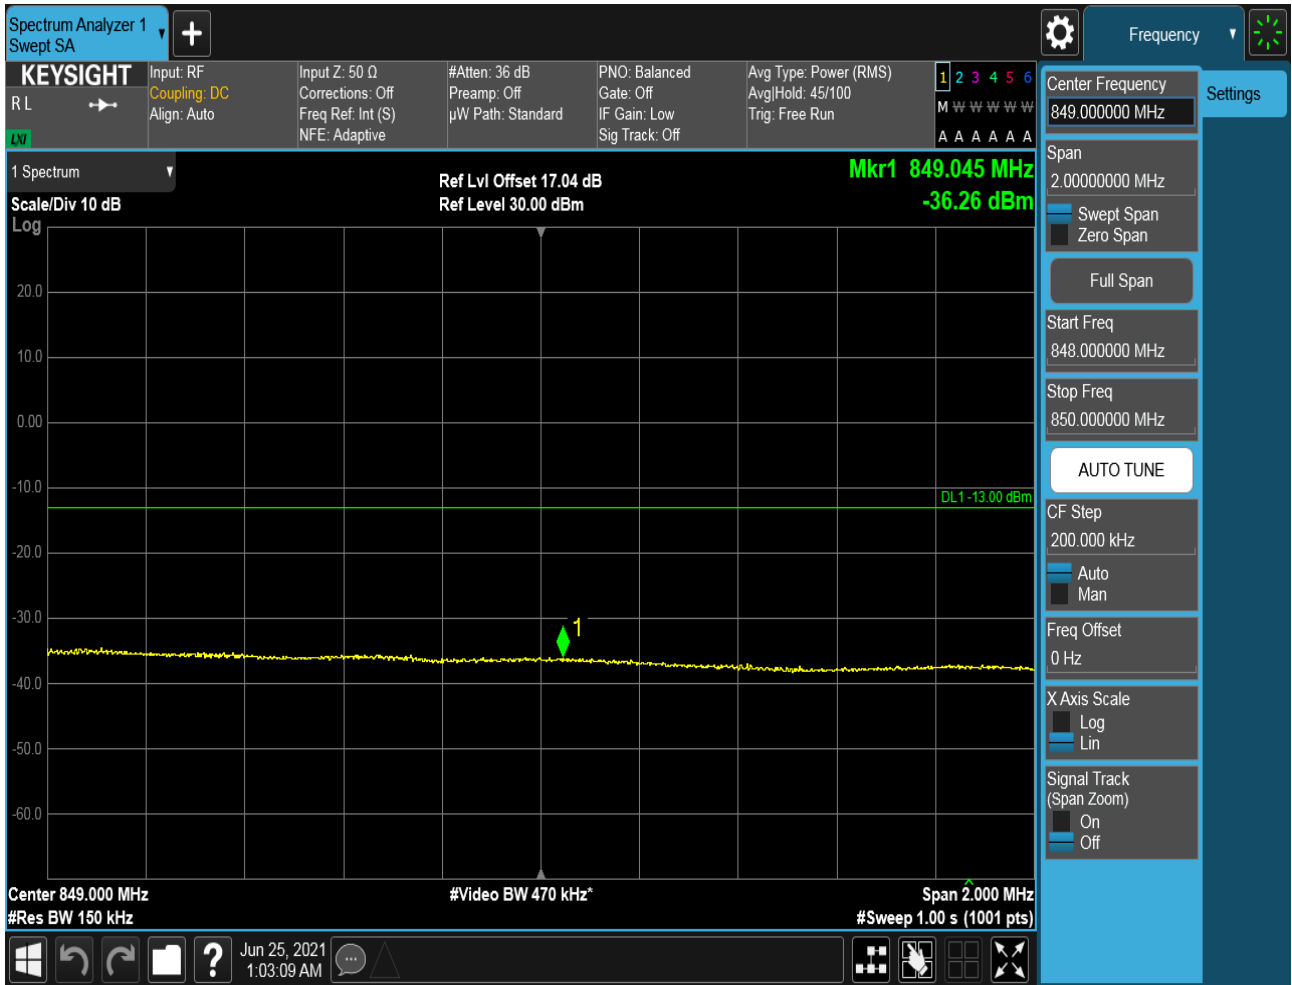 Spectrum Analyzer 1
Swept SA
Frequency
KEYSIGHT
R L
LXI
Input: RF
Coupling: DC
Align: Auto
Input Z: 50 Ω
Corrections: Off
Freq Ref: Int (S)
NFE: Adaptive
#Atten: 36 dB
Preamp: Off
µW Path: Standard
PNO: Balanced
Gate: Off
IF Gain: Low
Sig Track: Off
Avg Type: Power (RMS)
Avg|Hold: 45/100
Trig: Free Run
1 2 3 4 5 6
M W W W W W
A A A A A A
1 Spectrum
Scale/Div 10 dB
Log
Ref Lvl Offset 17.04 dB
Ref Level 30.00 dBm
Mkr1 849.045 MHz
-36.26 dBm
20.0
10.0
0.00
-10.0
DL1 -13.00 dBm
-20.0
-30.0
1
-40.0
-50.0
-60.0
Center 849.000 MHz
#Video BW 470 kHz*
Span 2.000 MHz
#Res BW 150 kHz
#Sweep 1.00 s (1001 pts)
?
Jun 25, 2021
1:03:09 AM
Center Frequency
849.000000 MHz
Settings
Span
2.00000000 MHz
Swept Span
Zero Span
Full Span
Start Freq
848.000000 MHz
Stop Freq
850.000000 MHz
AUTO TUNE
CF Step
200.000 kHz
Auto
Man
Freq Offset
0 Hz
X Axis Scale
Log
Lin
Signal Track
(Span Zoom)
On
Off